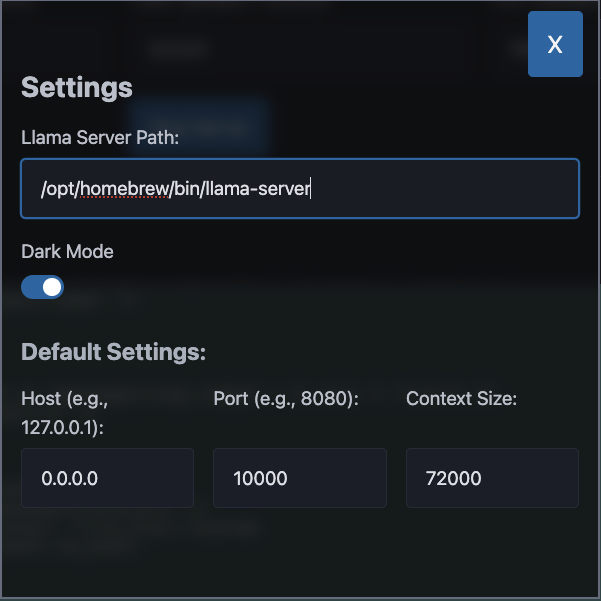 X
Settings
Llama Server Path:
/opt/homebrew/bin/llama-server
Dark Mode
Default Settings:
Host (e.g.,
127.0.0.1):
Port (e.g., 8080):
Context Size:
0.0.0.0
10000
72000